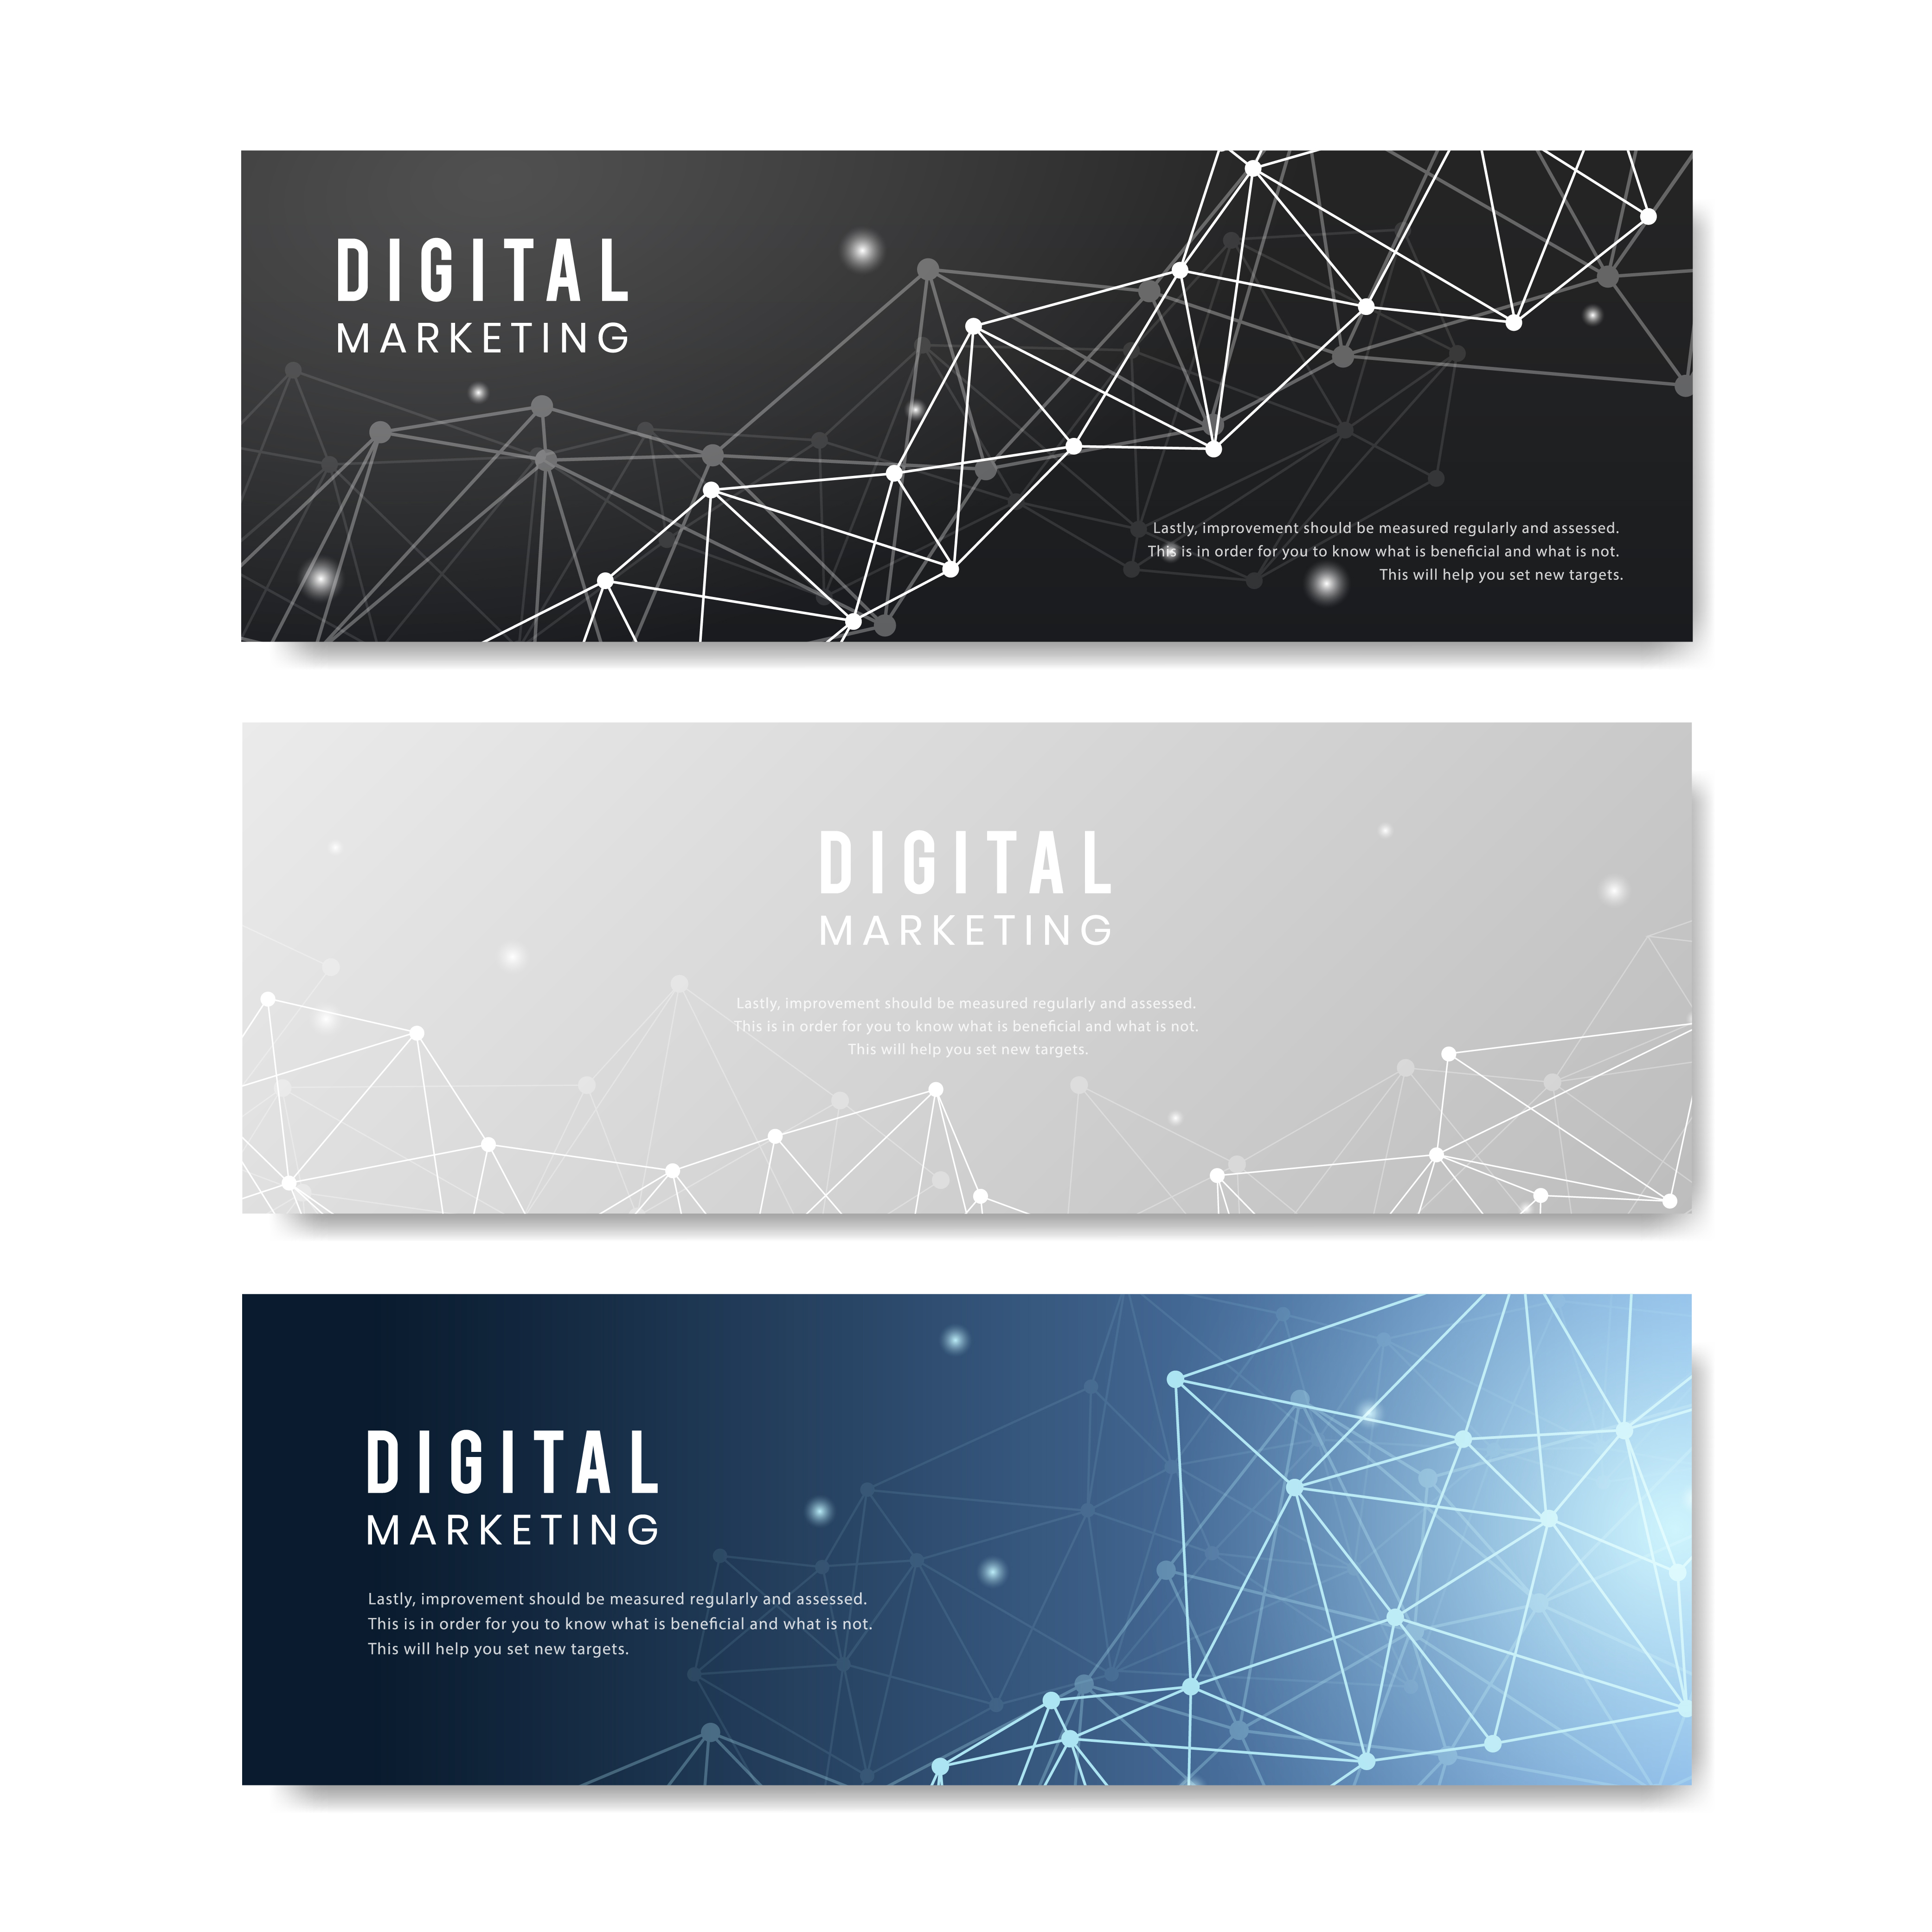 DIGITAL
MARKETING
Lastly, improvement should be measured regularly and assessed.
This is in order for you to know what is beneficial and what is not.
This will help you set new targets.
DIGITAL
MARKETING
Lastly, improvement should be measured regularly and assessed.
This is in order for you to know what is beneficial and what is not.
This will help you set new targets.
DIGITAL
MARKETING
Lastly, improvement should be measured regularly and assessed.
This is in order for you to know what is beneficial and what is not.
This will help you set new targets.